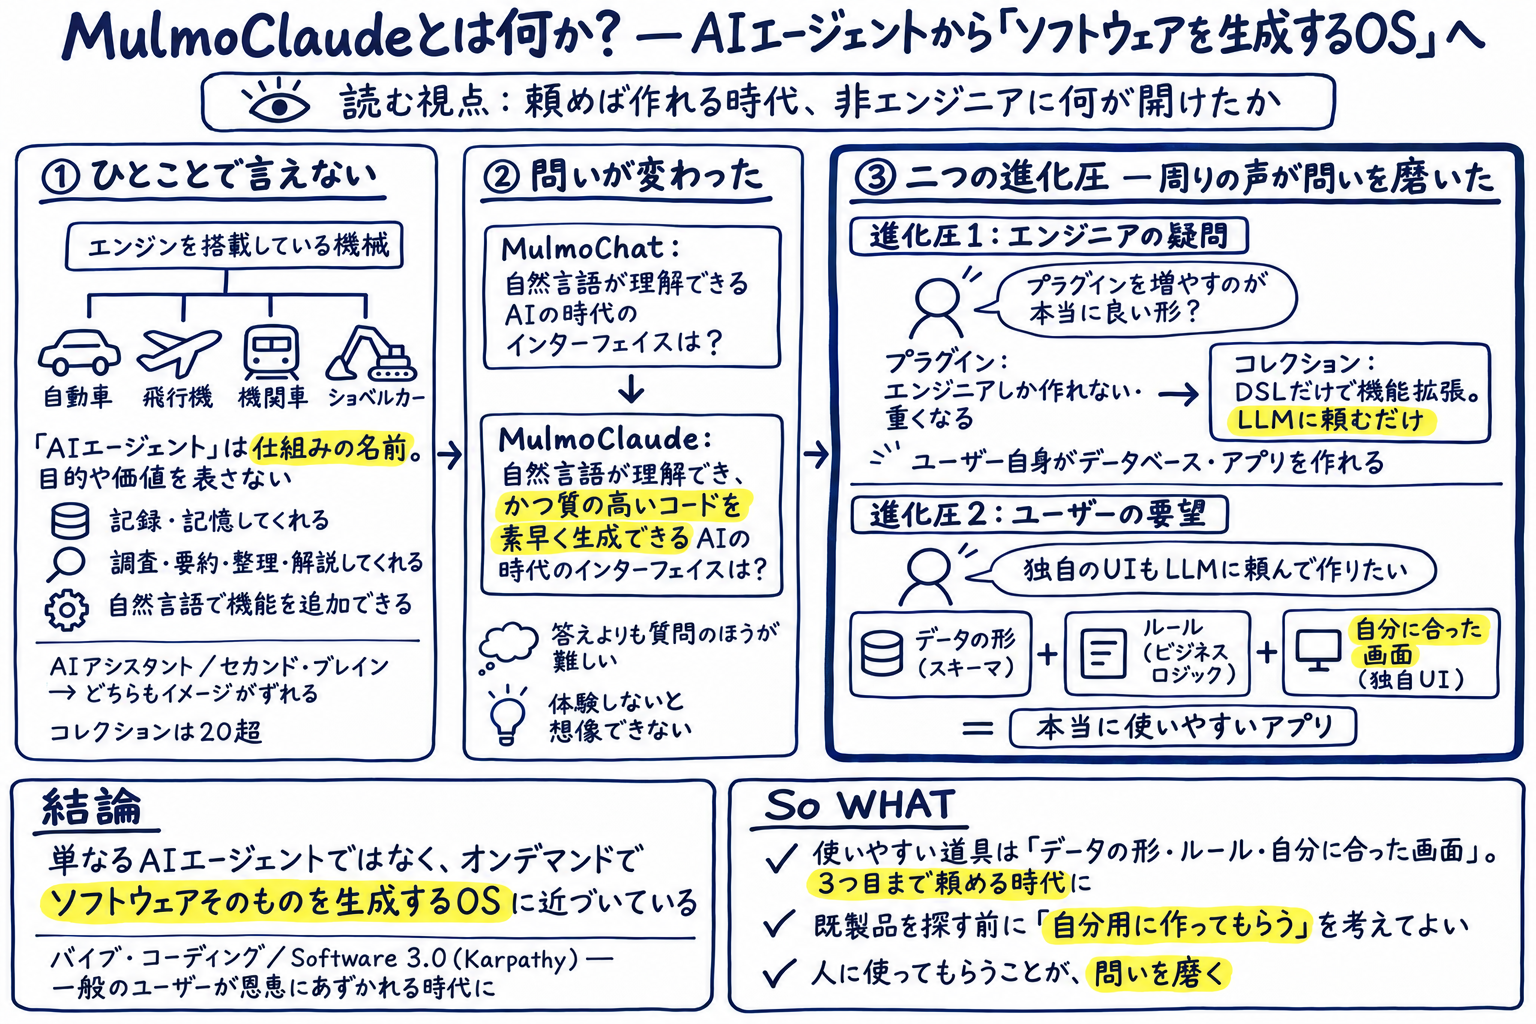 MulmoClaudeとは何か？ — AIエージェントから「ソフトウェアを生成するOS」へ
読む視点：頼めば作れる時代、非エンジニアに何が開けたか
① ひとことで言えない
エンジンを搭載している機械
自動車 飛行機 機関車 ショベルカー
「AIエージェント」は仕組みの名前。
目的や価値を表さない
記録・記憶してくれる
調査・要約・整理・解説してくれる
自然言語で機能を追加できる
AIアシスタント／セカンド・ブレイン
→ どちらもイメージがずれる
コレクションは20超
② 問いが変わった
MulmoChat：
自然言語が理解できる
AIの時代の
インターフェイスは？
MulmoClaude：
自然言語が理解でき、
かつ質の高いコードを
素早く生成できるAIの
時代のインターフェイスは？
答えよりも質問のほうが
難しい
体験しないと
想像できない
③ 二つの進化圧 — 周りの声が問いを磨いた
進化圧1：エンジニアの疑問
プラグインを増やすのが
本当に良い形？
プラグイン：
エンジニアしか作れない・
重くなる
コレクション：
DSLだけで機能拡張。
LLMに頼むだけ
ユーザー自身がデータベース・アプリを作れる
進化圧2：ユーザーの要望
独自のUIもLLMに頼んで作りたい
データの形
（スキーマ）
+
ルール
（ビジネス
ロジック）
+
自分に合った
画面
（独自UI）
= 本当に使いやすいアプリ
結論
単なるAIエージェントではなく、オンデマンドで
ソフトウェアそのものを生成するOSに近づいている
バイブ・コーディング／Software 3.0 (Karpathy) —
一般のユーザーが恩恵にあずかれる時代に
So WHAT
✓ 使いやすい道具は「データの形・ルール・自分に合った画面」。
3つ目まで頼める時代に
✓ 既製品を探す前に「自分用に作ってもらう」を考えてよい
✓ 人に使ってもらうことが、問いを磨く